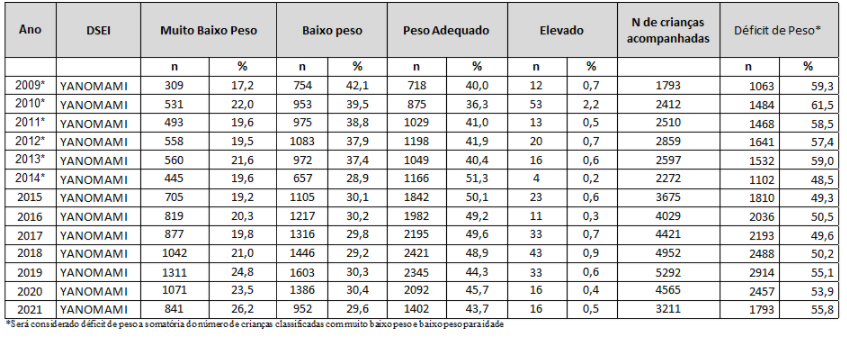 Ano DSEI Muito Baixo Peso Baixo peso Peso Adequado Elevado N de crianças acompanhadas Déficit de Peso*
n % n % n % n % n %
2009* YANOMAMI 309 17,2 754 42,1 718 40,0 12 0,7 1793 1063 59,3
2010* YANOMAMI 531 22,0 953 39,5 875 36,3 53 2,2 2412 1484 61,5
2011* YANOMAMI 493 19,6 975 38,8 1029 41,0 13 0,5 2510 1468 58,5
2012* YANOMAMI 558 19,5 1083 37,9 1198 41,9 20 0,7 2859 1641 57,4
2013* YANOMAMI 560 21,6 972 37,4 1049 40,4 16 0,6 2597 1532 59,0
2014* YANOMAMI 445 19,6 657 28,9 1166 51,3 4 0,2 2272 1102 48,5
2015 YANOMAMI 705 19,2 1105 30,1 1842 50,1 23 0,6 3675 1810 49,3
2016 YANOMAMI 819 20,3 1217 30,2 1982 49,2 11 0,3 4029 2036 50,5
2017 YANOMAMI 877 19,8 1316 29,8 2195 49,6 33 0,7 4421 2193 49,6
2018 YANOMAMI 1042 21,0 1446 29,2 2421 48,9 43 0,9 4952 2488 50,2
2019 YANOMAMI 1311 24,8 1603 30,3 2345 44,3 33 0,6 5292 2914 55,1
2020 YANOMAMI 1071 23,5 1386 30,4 2092 45,7 16 0,4 4565 2457 53,9
2021 YANOMAMI 841 26,2 952 29,6 1402 43,7 16 0,5 3211 1793 55,8
*Será considerado déficit de peso a somatória do número de crianças classificadas com muito baixo peso e baixo peso para idade